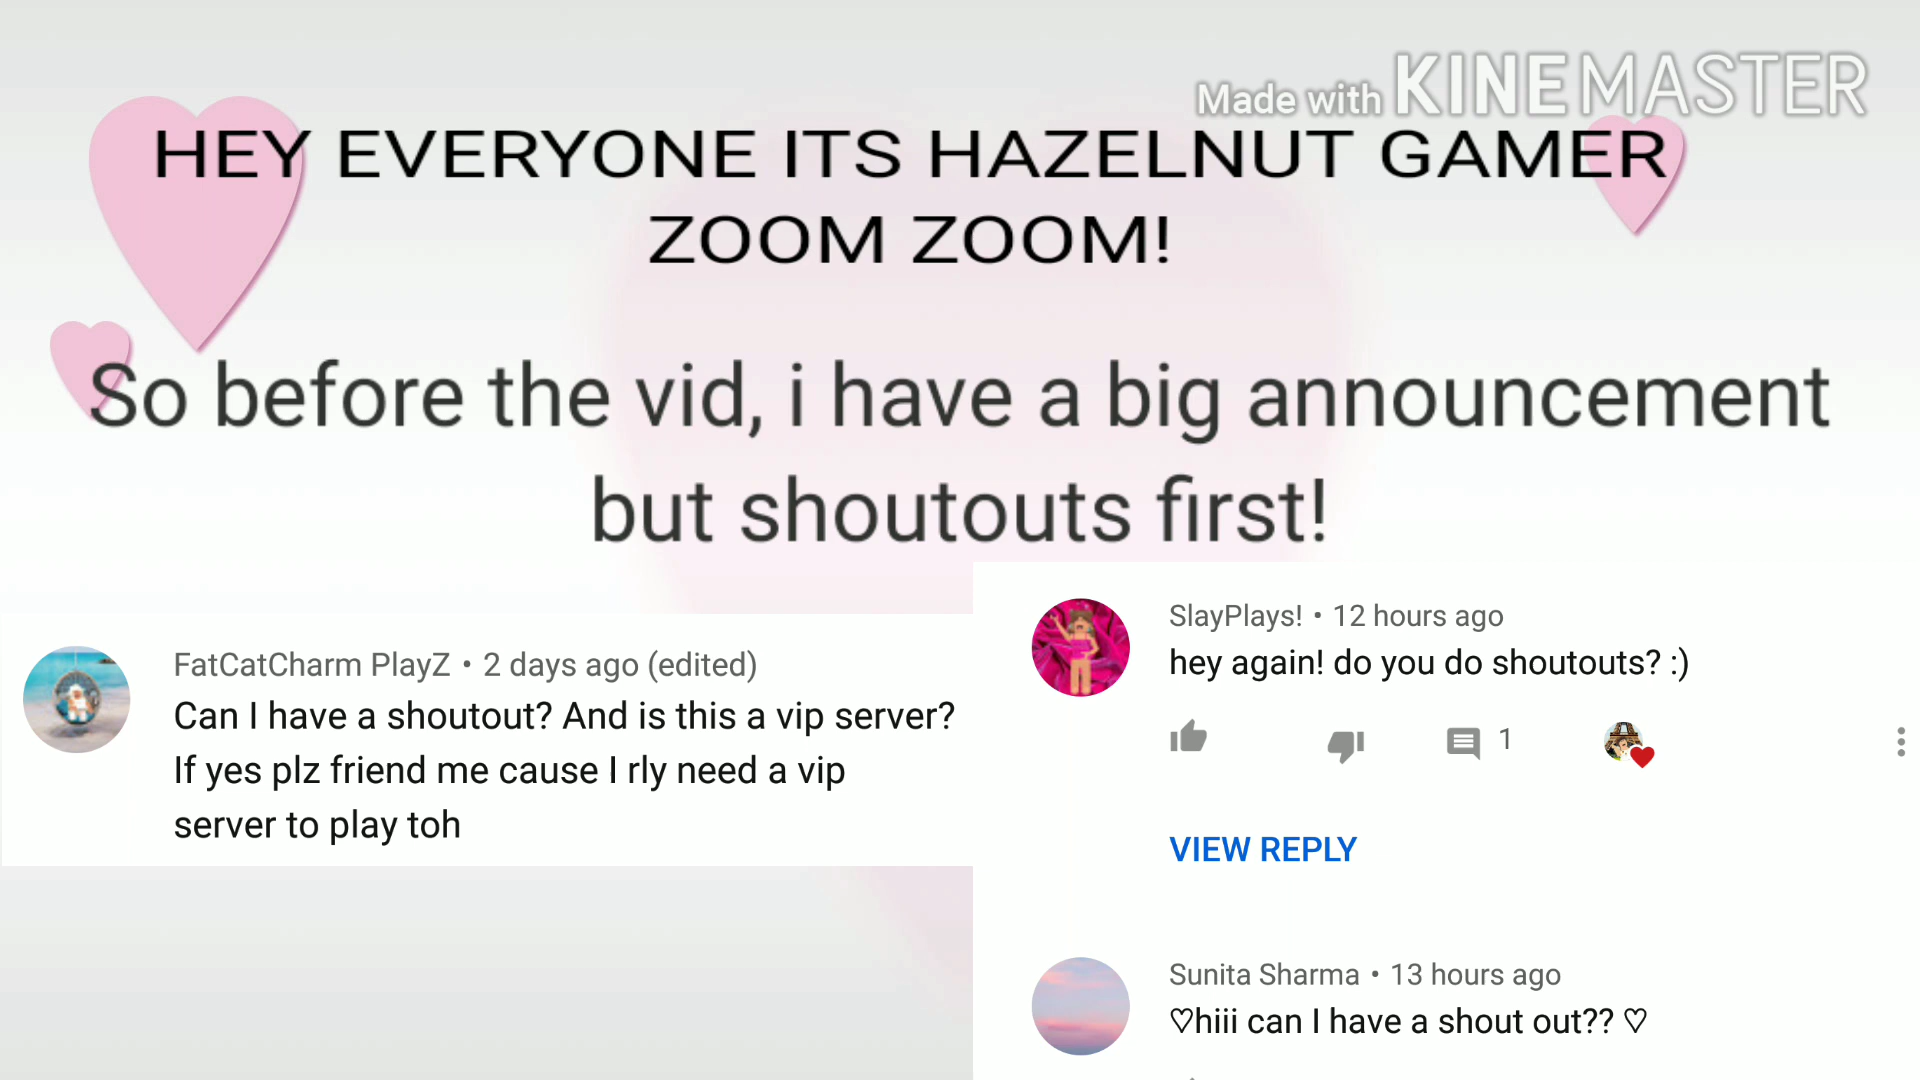 Made with KINEMASTER
HEY EVERYONE ITS HAZELNUT GAMER
ZOOM ZOOM!
So before the vid, i have a big announcement
but shoutouts first!
FatCatCharm PlayZ • 2 days ago (edited)
Can I have a shoutout? And is this a vip server?
If yes plz friend me cause I rly need a vip
server to play toh
SlayPlays! • 12 hours ago
hey again! do you do shoutouts? :)
1
VIEW REPLY
Sunita Sharma • 13 hours ago
♡hiii can I have a shout out?? ♡